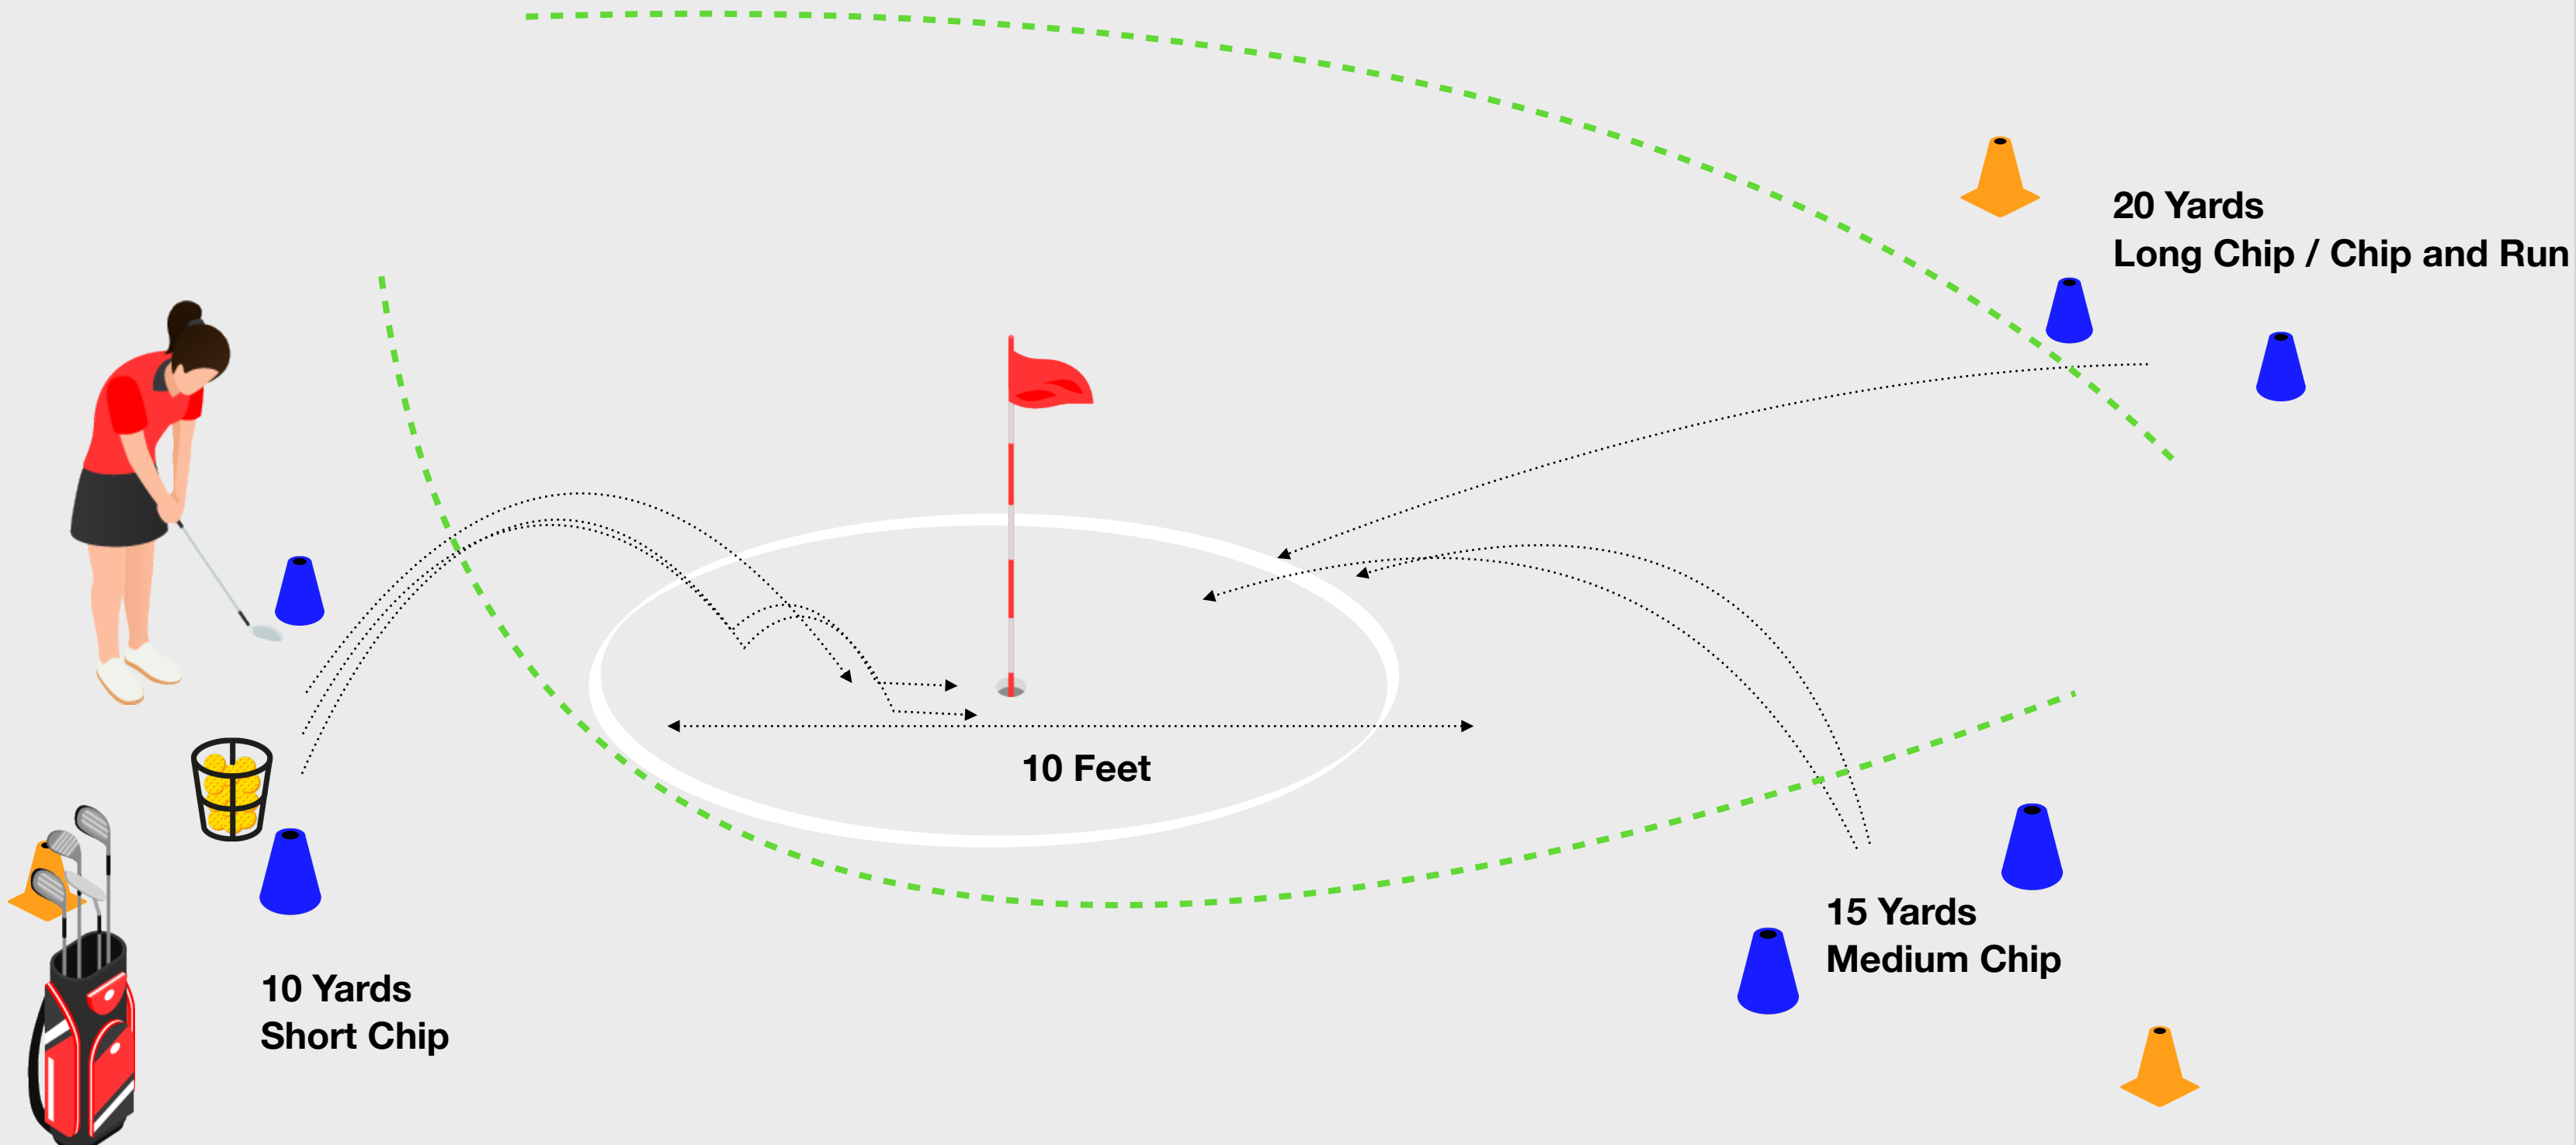 20 Yards
Long Chip / Chip and Run
10 Feet
15 Yards
Medium Chip
10 Yards
Short Chip